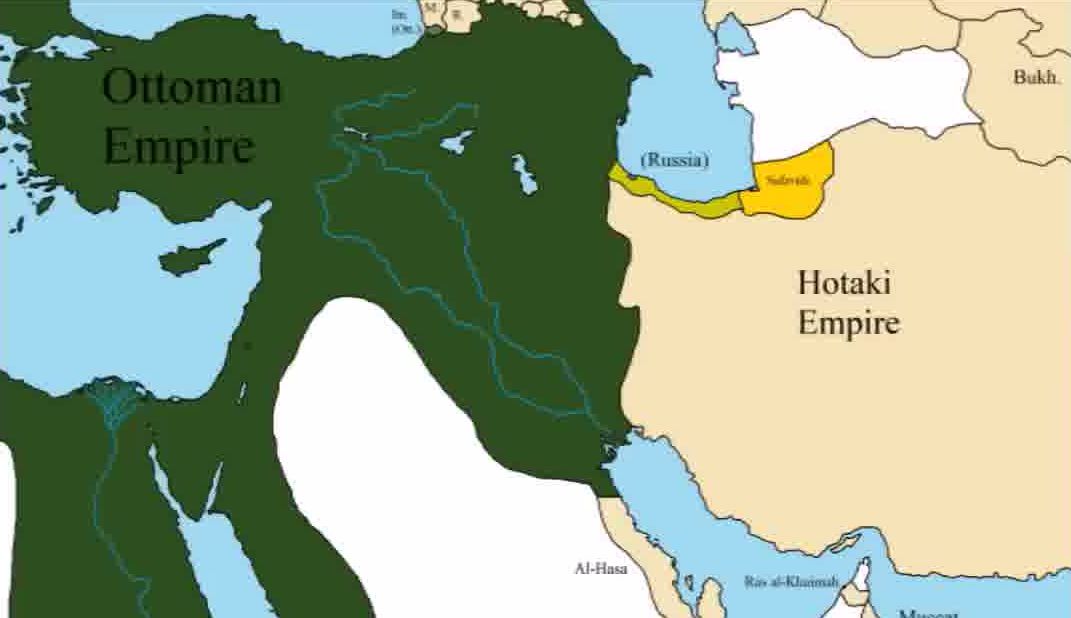 Im.
(Ott.)
M.
Bukh.
Ottoman
Empire
(Russia)
Safavids
Hotaki
Empire
Al-Hasa
Ras al-Khaimah
Muscat